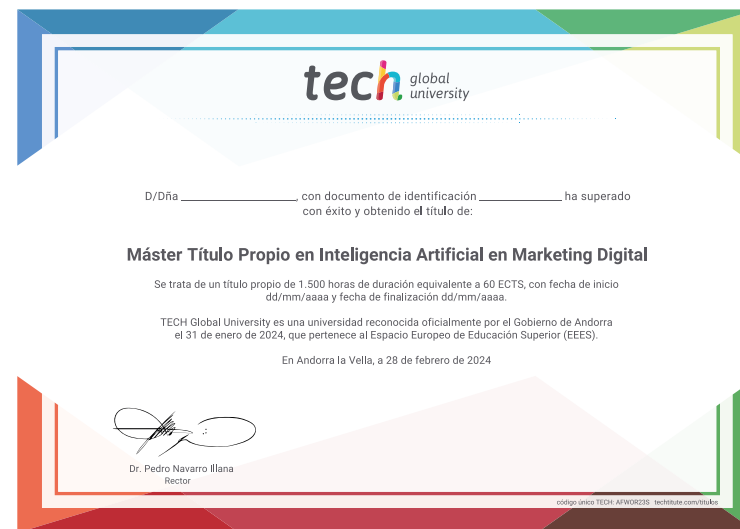 tech global university
D/Dña ____________________, con documento de identificación ______________ ha superado
con éxito y obtenido el título de:
Máster Título Propio en Inteligencia Artificial en Marketing Digital
Se trata de un título propio de 1.500 horas de duración equivalente a 60 ECTS, con fecha de inicio
dd/mm/aaaa y fecha de finalización dd/mm/aaaa.
TECH Global University es una universidad reconocida oficialmente por el Gobierno de Andorra
el 31 de enero de 2024, que pertenece al Espacio Europeo de Educación Superior (EEES).
En Andorra la Vella, a 28 de febrero de 2024
Dr. Pedro Navarro Illana
Rector
código único TECH: AFWOR23S techtitute.com/titulos